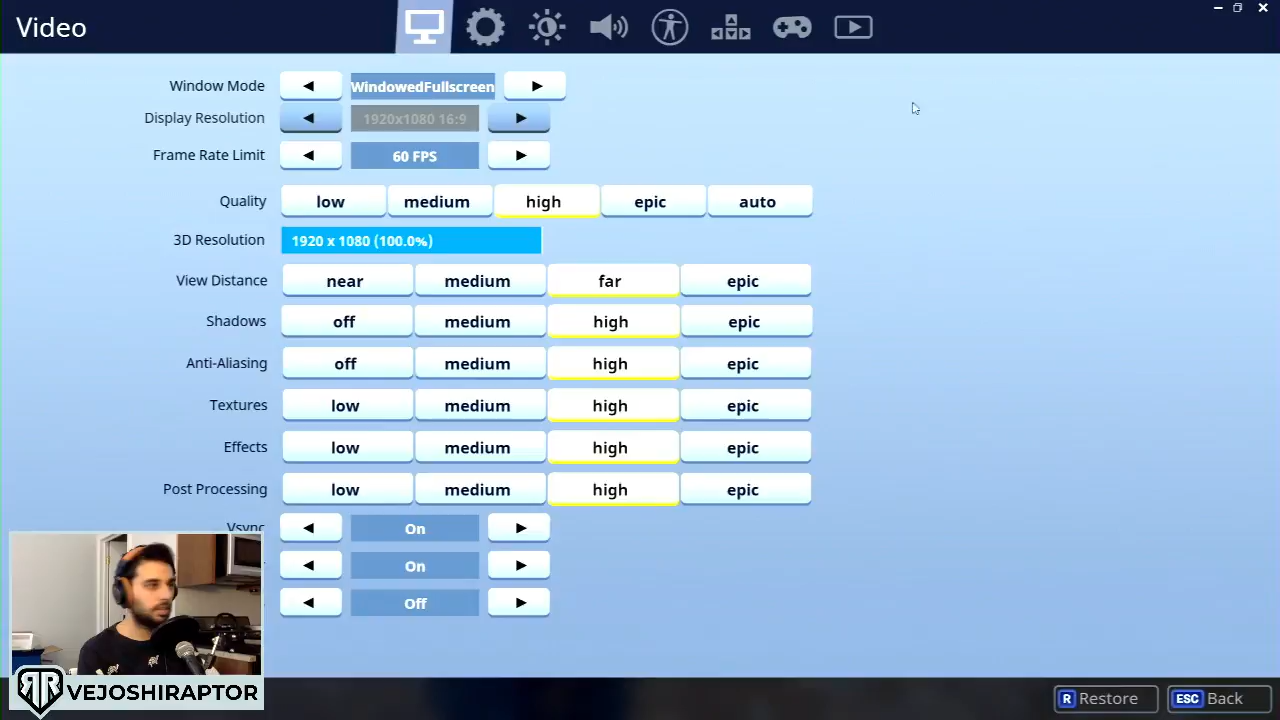 Video
Window Mode WindowedFullscreen
Display Resolution 1920x1080 16:9
Frame Rate Limit 60 FPS
Quality low medium high epic auto
3D Resolution 1920 x 1080 (100.0%)
View Distance near medium far epic
Shadows off medium high epic
Anti-Aliasing off medium high epic
Textures low medium high epic
Effects low medium high epic
Post Processing low medium high epic
Vsync On
On
Off
VEJOSHIRAPTOR
R Restore ESC Back